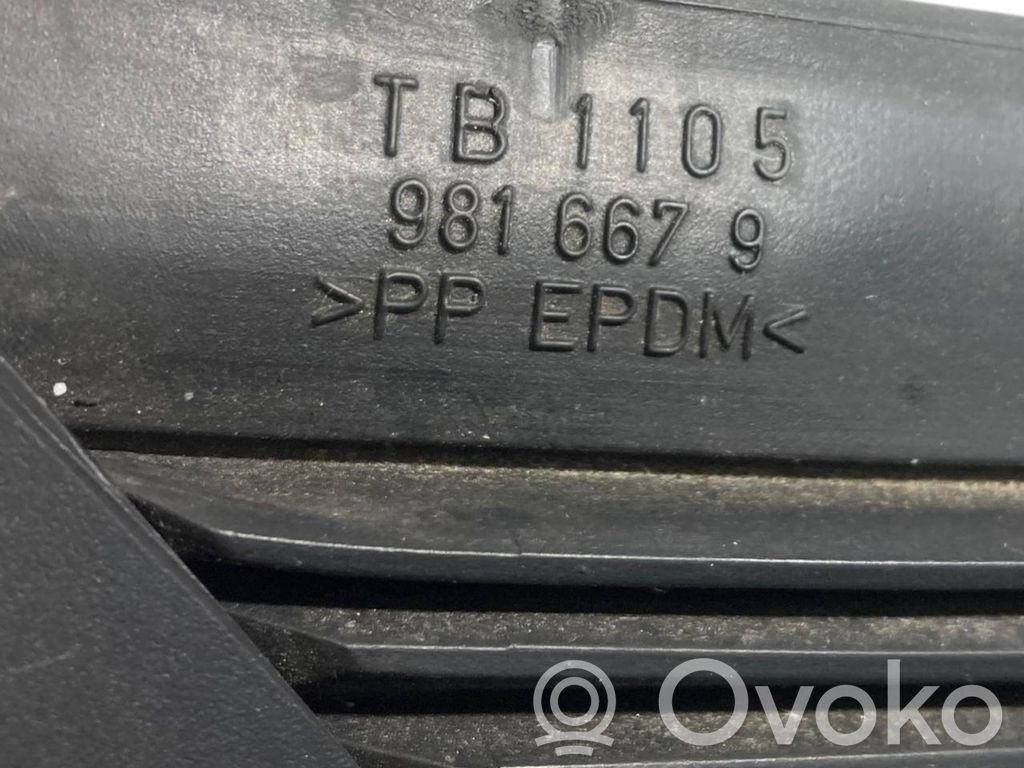 TB 1105
981 667 9
>PP EPDM<
Ovoko